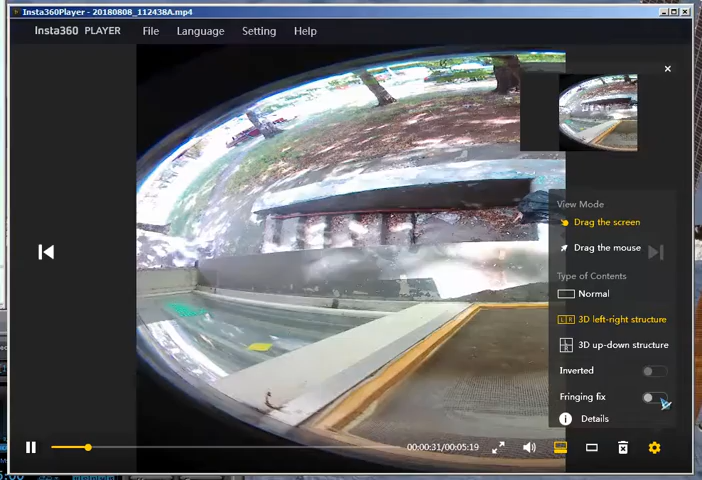 Insta360Player - 20180808_112438A.mp4
Insta360 PLAYER File Language Setting Help
View Mode
Drag the screen
Drag the mouse
Type of Contents
Normal
L R 3D left-right structure
3D up-down structure
Inverted
Fringing fix
Details
00:00:31/00:05:19